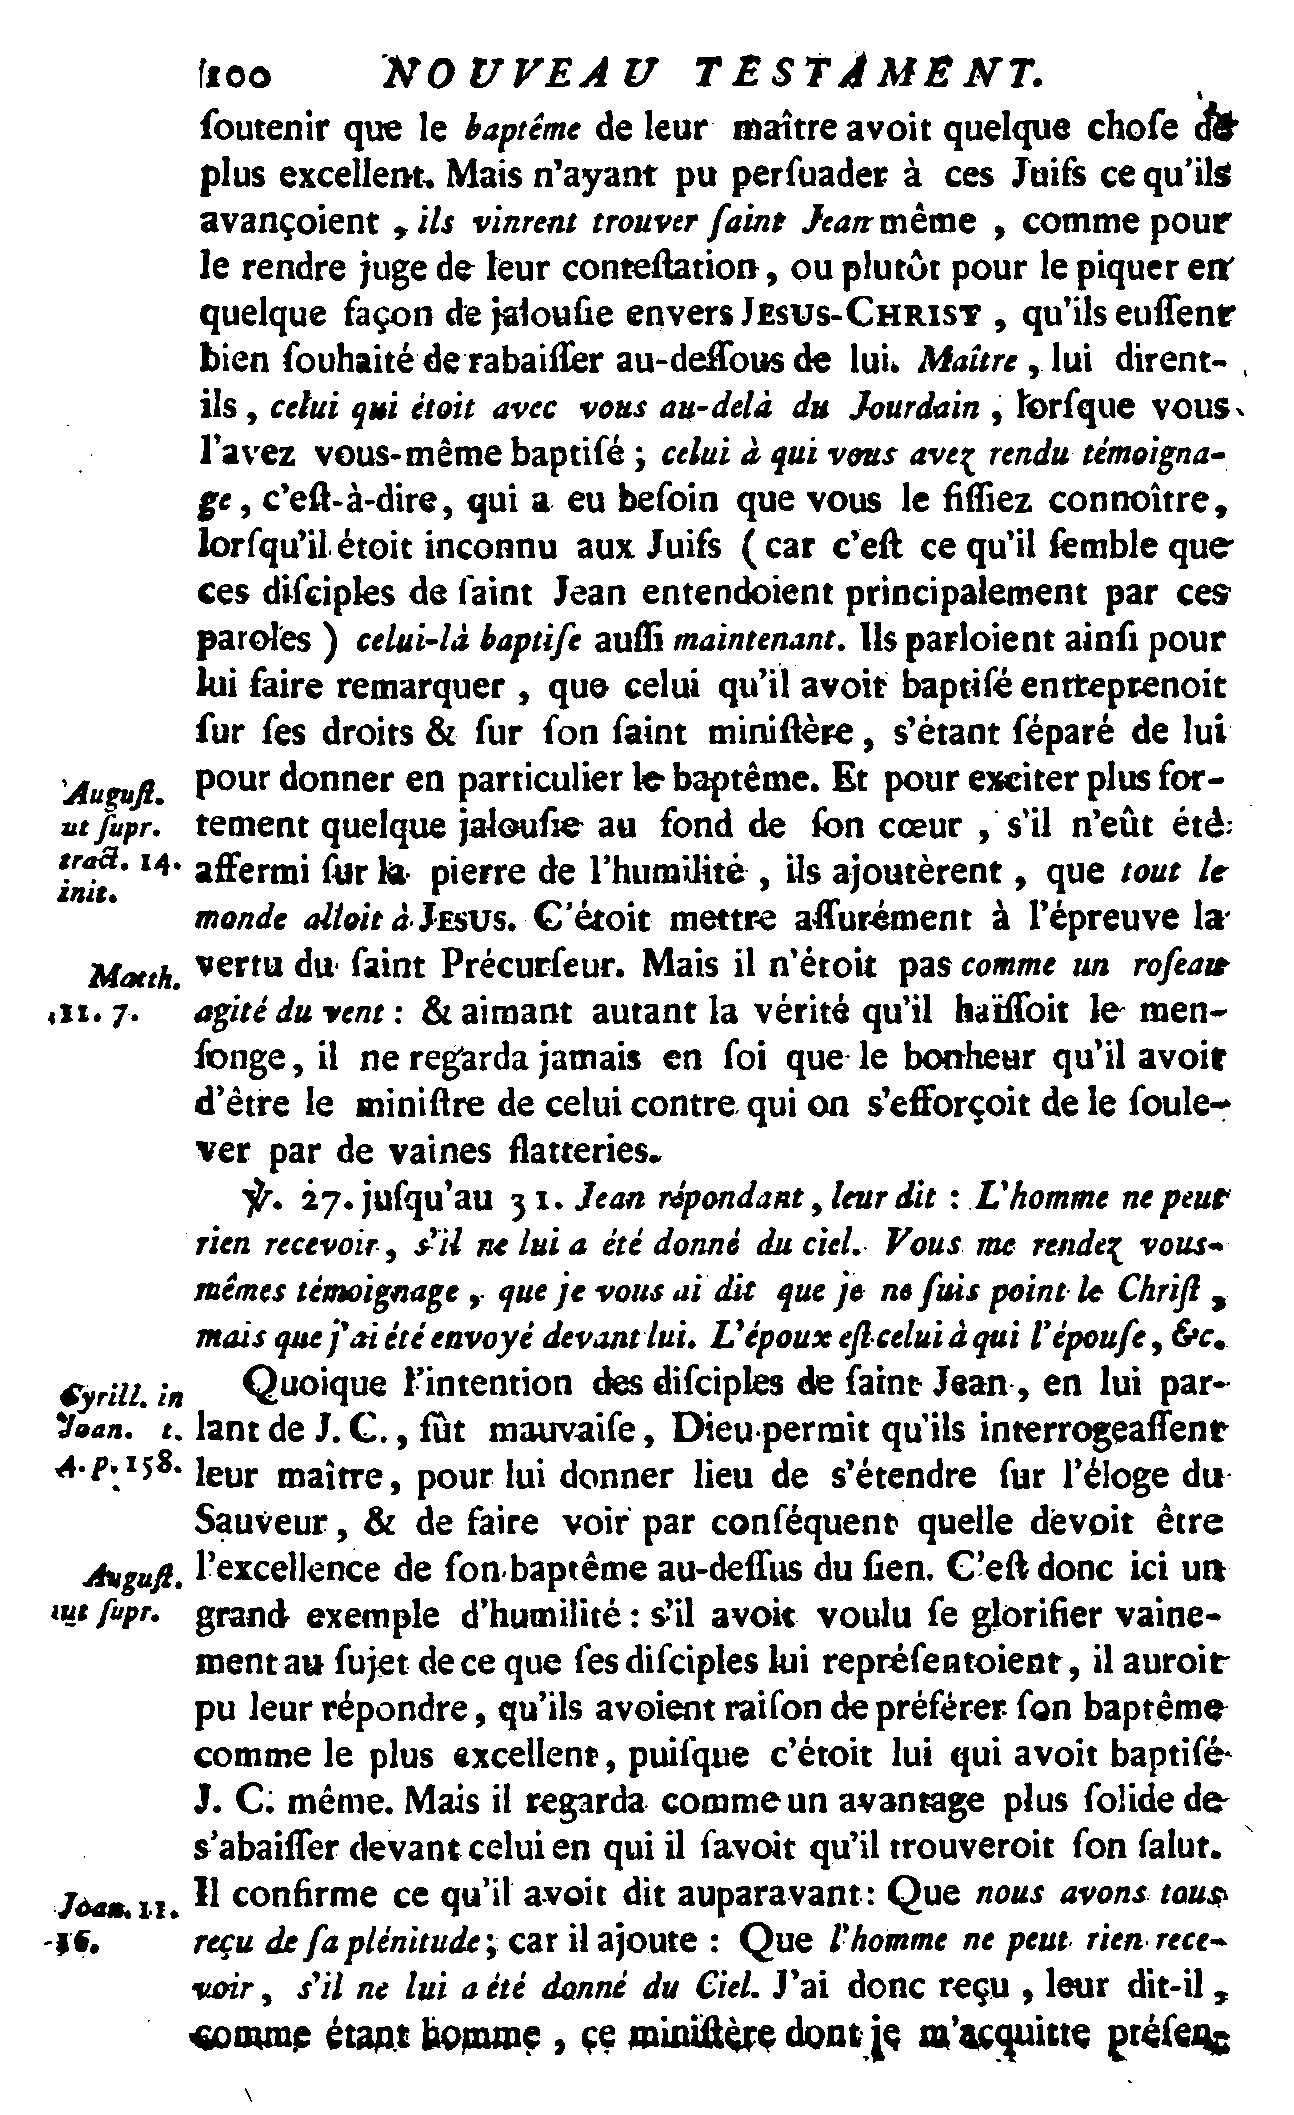 100 NOUVEAU TESTAMENT.
ſoutenir que le baptême de leur maître avoit quelque choſe de
plus excellent. Mais n'ayant pu perſuader à ces Juifs ce qu'ils
avançoient, ils vinrent trouver ſaint Jean même, comme pour
le rendre juge de leur conteſtation, ou plutôt pour le piquer en
quelque façon de jalouſie envers JESUS-CHRIST, qu'ils euſſent
bien ſouhaité de rabaiſſer au-deſſous de lui. Maître, lui dirent-
ils, celui qui étoit avec vous au-delà du Jourdain, lorſque vous
l'avez vous-même baptiſé; celui à qui vous avez rendu témoigna-
ge, c'eſt-à-dire, qui a eu beſoin que vous le fiſſiez connoître,
lorſqu'il étoit inconnu aux Juifs (car c'eſt ce qu'il ſemble que
ces diſciples de ſaint Jean entendoient principalement par ces
paroles) celui-là baptiſe auſſi maintenant. Ils parloient ainſi pour
lui faire remarquer, que celui qu'il avoit baptiſé entreprenoit
ſur ſes droits & ſur ſon ſaint miniſtère, s'étant ſéparé de lui
pour donner en particulier le baptême. Et pour exciter plus for-
tement quelque jalouſie au fond de ſon cœur, s'il n'eût été
affermi ſur la pierre de l'humilité, ils ajoutèrent, que tout le
monde alloit à JESUS. C'étoit mettre aſſurément à l'épreuve la
vertu du ſaint Précurſeur. Mais il n'étoit pas comme un roſeau
agité du vent: & aimant autant la vérité qu'il haïſſoit le men-
ſonge, il ne regarda jamais en ſoi que le bonheur qu'il avoit
d'être le miniſtre de celui contre qui on s'efforçoit de le ſoule-
ver par de vaines flatteries.
℣. 27. juſqu'au 31. Jean répondant, leur dit: L'homme ne peut
rien recevoir, s'il ne lui a été donné du ciel. Vous me rendez vous-
mêmes témoignage, que je vous ai dit que je ne ſuis point le Chriſt,
mais que j'ai été envoyé devant lui. L'époux eſt celui à qui l'épouſe, &c.
Quoique l'intention des diſciples de ſaint Jean, en lui par-
lant de J. C., fût mauvaiſe, Dieu permit qu'ils interrogeaſſent
leur maître, pour lui donner lieu de s'étendre ſur l'éloge du
Sauveur, & de faire voir par conſéquent quelle devoit être
l'excellence de ſon baptême au-deſſus du ſien. C'eſt donc ici un
grand exemple d'humilité: s'il avoit voulu ſe glorifier vaine-
ment au ſujet de ce que ſes diſciples lui repréſentoient, il auroit
pu leur répondre, qu'ils avoient raiſon de préférer ſon baptême
comme le plus excellent, puiſque c'étoit lui qui avoit baptiſé
J. C. même. Mais il regarda comme un avantage plus ſolide de
s'abaiſſer devant celui en qui il ſavoit qu'il trouveroit ſon ſalut.
Il confirme ce qu'il avoit dit auparavant: Que nous avons tous
reçu de ſa plénitude; car il ajoute: Que l'homme ne peut rien rece-
voir, s'il ne lui a été donné du Ciel. J'ai donc reçu, leur dit-il,
comme étant homme, ce miniſtère dont je m'acquitte préſen-
Auguſt.
ut ſupr.
tract. 14.
init.
Matth.
11. 7.
Cyrill. in
Joan. t.
4. p. 158.
Auguſt.
ut ſupr.
Joan. 11.
16.